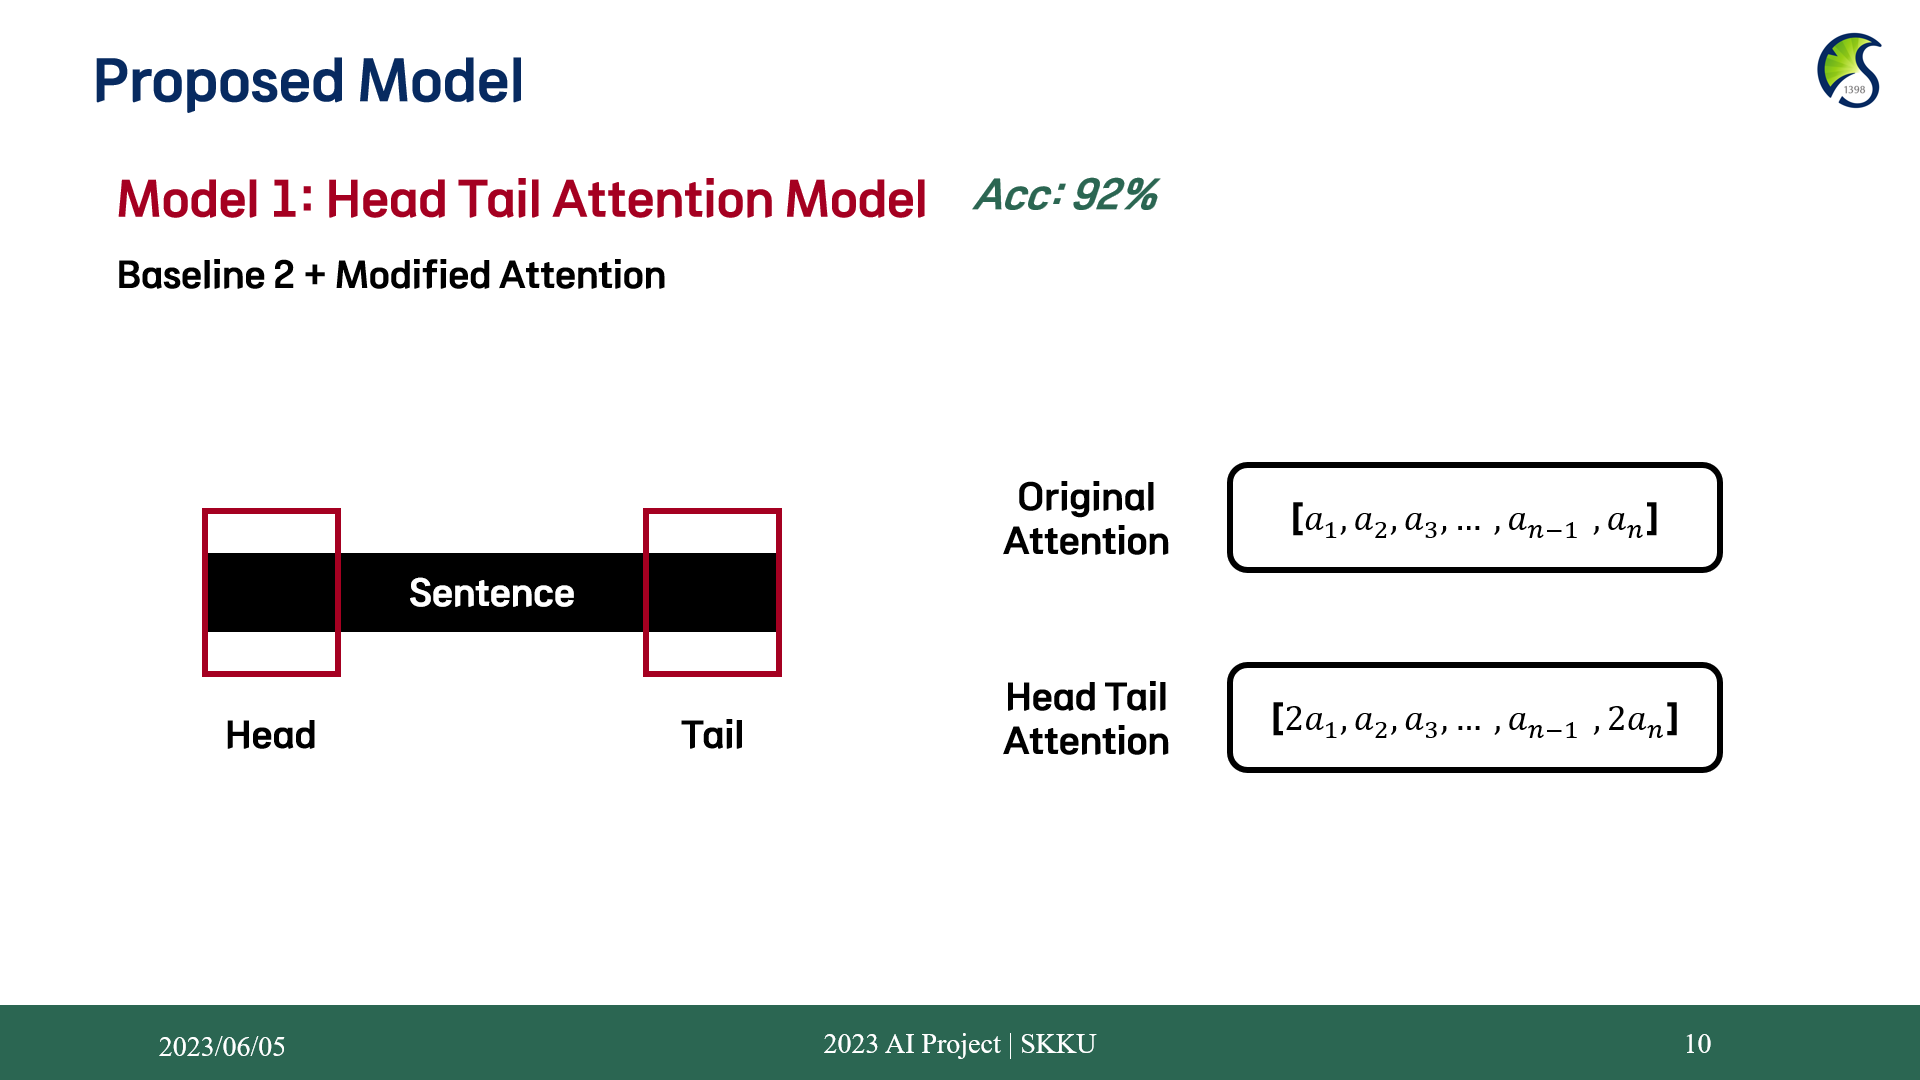 Proposed Model
1398
Model 1: Head Tail Attention Model
Acc: 92%
Baseline 2 + Modified Attention
Sentence
Head
Tail
Original
Attention
[a₁, a₂, a₃, … , aₙ₋₁ , aₙ]
Head Tail
Attention
[2a₁, a₂, a₃, … , aₙ₋₁ , 2aₙ]
2023/06/05
2023 AI Project | SKKU
10